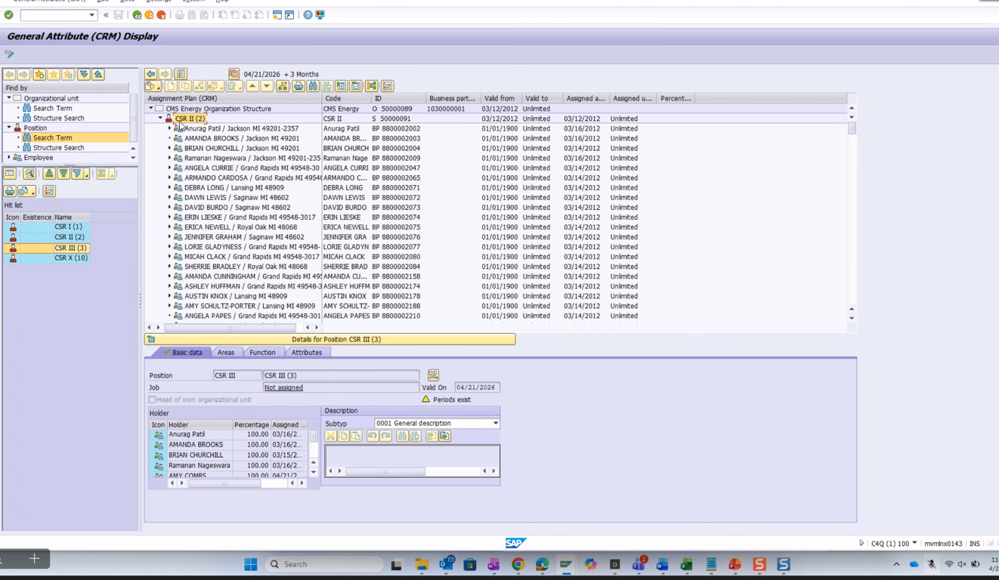 General Attribute (CRM) Display
04/21/2026 + 3 Months
Find by
Organizational unit
Search Term
Structure Search
Position
Search Term
Structure Search
Employee
Hit list
Icon Existence Name
CSR I (1)
CSR II (2)
CSR III (3)
CSR X (10)
Assignment Plan (CRM) Code ID Business part... Valid from Valid to Assigned a... Assigned u... Percent...
CMS Energy Organization Structure CMS Energy O 50000089 1030000001 03/12/2012 Unlimited
CSR II (2) CSR II S 50000091 03/12/2012 Unlimited 03/12/2012 Unlimited
Anurag Patil / Jackson MI 49201-2357 Anurag Patil BP 8800002002 01/01/1900 Unlimited 03/16/2012 Unlimited
AMANDA BROOKS / Jackson MI 49201 AMANDA BR... BP 8800002003 01/01/1900 Unlimited 03/16/2012 Unlimited
BRIAN CHURCHILL / Jackson MI 49201 BRIAN CHURCH BP 8800002004 01/01/1900 Unlimited 03/14/2012 Unlimited
Ramanan Nageswara / Jackson MI 49201-235 Ramanan Nage BP 8800002009 01/01/1900 Unlimited 03/16/2012 Unlimited
ANGELA CURRIE / Grand Rapids MI 49548-30 ANGELA CURRI BP 8800002047 01/01/1900 Unlimited 03/14/2012 Unlimited
ARMANDO CARDOSA / Grand Rapids MI 4954 ARMANDO C... BP 8800002065 01/01/1900 Unlimited 03/14/2012 Unlimited
DEBRA LONG / Lansing MI 48909 DEBRA LONG BP 8800002071 01/01/1900 Unlimited 03/14/2012 Unlimited
DAWN LEWIS / Saginaw MI 48602 DAWN LEWIS BP 8800002072 01/01/1900 Unlimited 03/14/2012 Unlimited
DAVID BURDO / Saginaw MI 48602 DAVID BURDO BP 8800002073 01/01/1900 Unlimited 03/14/2012 Unlimited
ERIN LIESKE / Grand Rapids MI 49548-3017 ERIN LIESKE BP 8800002074 01/01/1900 Unlimited 03/14/2012 Unlimited
ERICA NEWELL / Royal Oak MI 48068 ERICA NEWELL BP 8800002075 01/01/1900 Unlimited 03/14/2012 Unlimited
JENNIFER GRAHAM / Saginaw MI 48602 JENNIFER GRA BP 8800002076 01/01/1900 Unlimited 03/14/2012 Unlimited
LORIE GLADYNESS / Grand Rapids MI 49548- LORIE GLADYN BP 8800002077 01/01/1900 Unlimited 03/14/2012 Unlimited
MICAH CLACK / Grand Rapids MI 49548-3017 MICAH CLACK BP 8800002080 01/01/1900 Unlimited 03/14/2012 Unlimited
SHERRIE BRADLEY / Royal Oak MI 48068 SHERRIE BRAD BP 8800002084 01/01/1900 Unlimited 03/14/2012 Unlimited
AMANDA CUNNINGHAM / Grand Rapids MI 49 AMANDA CU... BP 8800002158 01/01/1900 Unlimited 03/14/2012 Unlimited
ASHLEY HUFFMAN / Grand Rapids MI 49548-3 ASHLEY HUFFM BP 8800002174 01/01/1900 Unlimited 03/14/2012 Unlimited
AUSTIN KNOX / Lansing MI 48909 AUSTIN KNOX BP 8800002178 01/01/1900 Unlimited 03/14/2012 Unlimited
AMY SCHULTZ-PORTER / Lansing MI 48909 AMY SCHULTZ- BP 8800002188 01/01/1900 Unlimited 03/14/2012 Unlimited
ANGELA PAPES / Grand Rapids MI 49548-301 ANGELA PAPES BP 8800002210 01/01/1900 Unlimited 03/14/2012 Unlimited
Details for Position CSR III (3)
Basic data Areas Function Attributes
Position CSR III CSR III (3)
Job Not assigned Valid On 04/21/2026
Head of own organizational unit Periods exist
Holder
Icon Holder Percentage Assigned ...
Anurag Patil 100.00 03/16/2...
AMANDA BROOKS 100.00 03/16/2...
BRIAN CHURCHILL 100.00 03/15/2...
Ramanan Nageswara 100.00 03/16/2...
AMY COMBS 100.00 04/21/2...
Description
Subtyp 0001 General description
SAP
C4Q (1) 100 mvmlnx0143 INS
Search